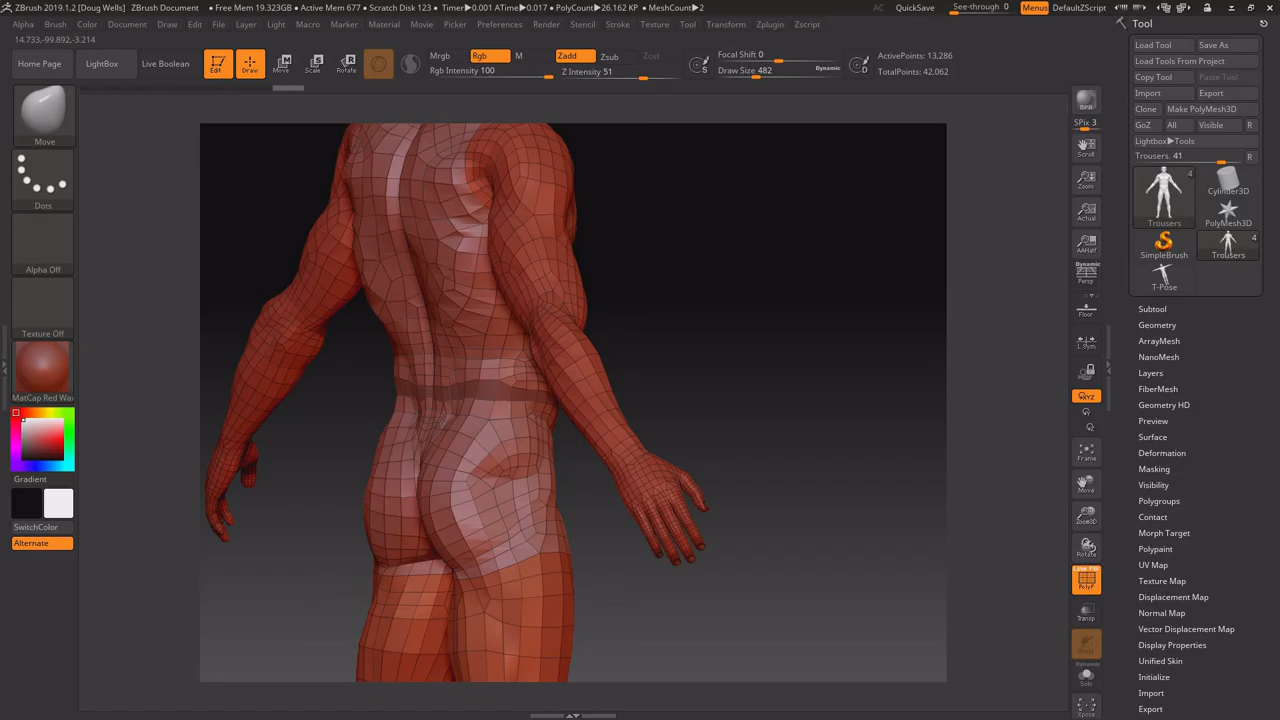 ZBrush 2019.1.2 [Doug Wells] ZBrush Document • Free Mem 19.323GB • Active Mem 677 • Scratch Disk 123 • Timer▶0.001 ATime▶0.017 • PolyCount▶26.162 KP • MeshCount▶2 AC QuickSave See-through 0 Menus DefaultZScript
Alpha Brush Color Document Draw Edit File Layer Light Macro Marker Material Movie Picker Preferences Render Stencil Stroke Texture Tool Transform Zplugin Zscript
14.733,-99.892,-3.214
Home Page LightBox Live Boolean Edit Draw Move Scale Rotate
Mrgb Rgb M Zadd Zsub Zcut Focal Shift 0 ActivePoints: 13,286
Rgb Intensity 100 Z Intensity 51 S Draw Size 482 Dynamic D TotalPoints: 42,062
Move
Dots
Alpha Off
Texture Off
MatCap Red Wax
Gradient
SwitchColor
Alternate
BPR
SPix 3
Scroll
Zoom
Actual
AAHalf
Dynamic
Persp
Floor
L.Sym
XYZ
Frame
Move
Zoom3D
Rotate
Line Fill
PolyF
Transp
Dynamic
Solo
Xpose
Tool
Load Tool Save As
Load Tools From Project
Copy Tool Paste Tool
Import Export
Clone Make PolyMesh3D
GoZ All Visible R
Lightbox▶Tools
Trousers. 41 R
4
Trousers Cylinder3D
PolyMesh3D
4
SimpleBrush Trousers
T-Pose
Subtool
Geometry
ArrayMesh
NanoMesh
Layers
FiberMesh
Geometry HD
Preview
Surface
Deformation
Masking
Visibility
Polygroups
Contact
Morph Target
Polypaint
UV Map
Texture Map
Displacement Map
Normal Map
Vector Displacement Map
Display Properties
Unified Skin
Initialize
Import
Export